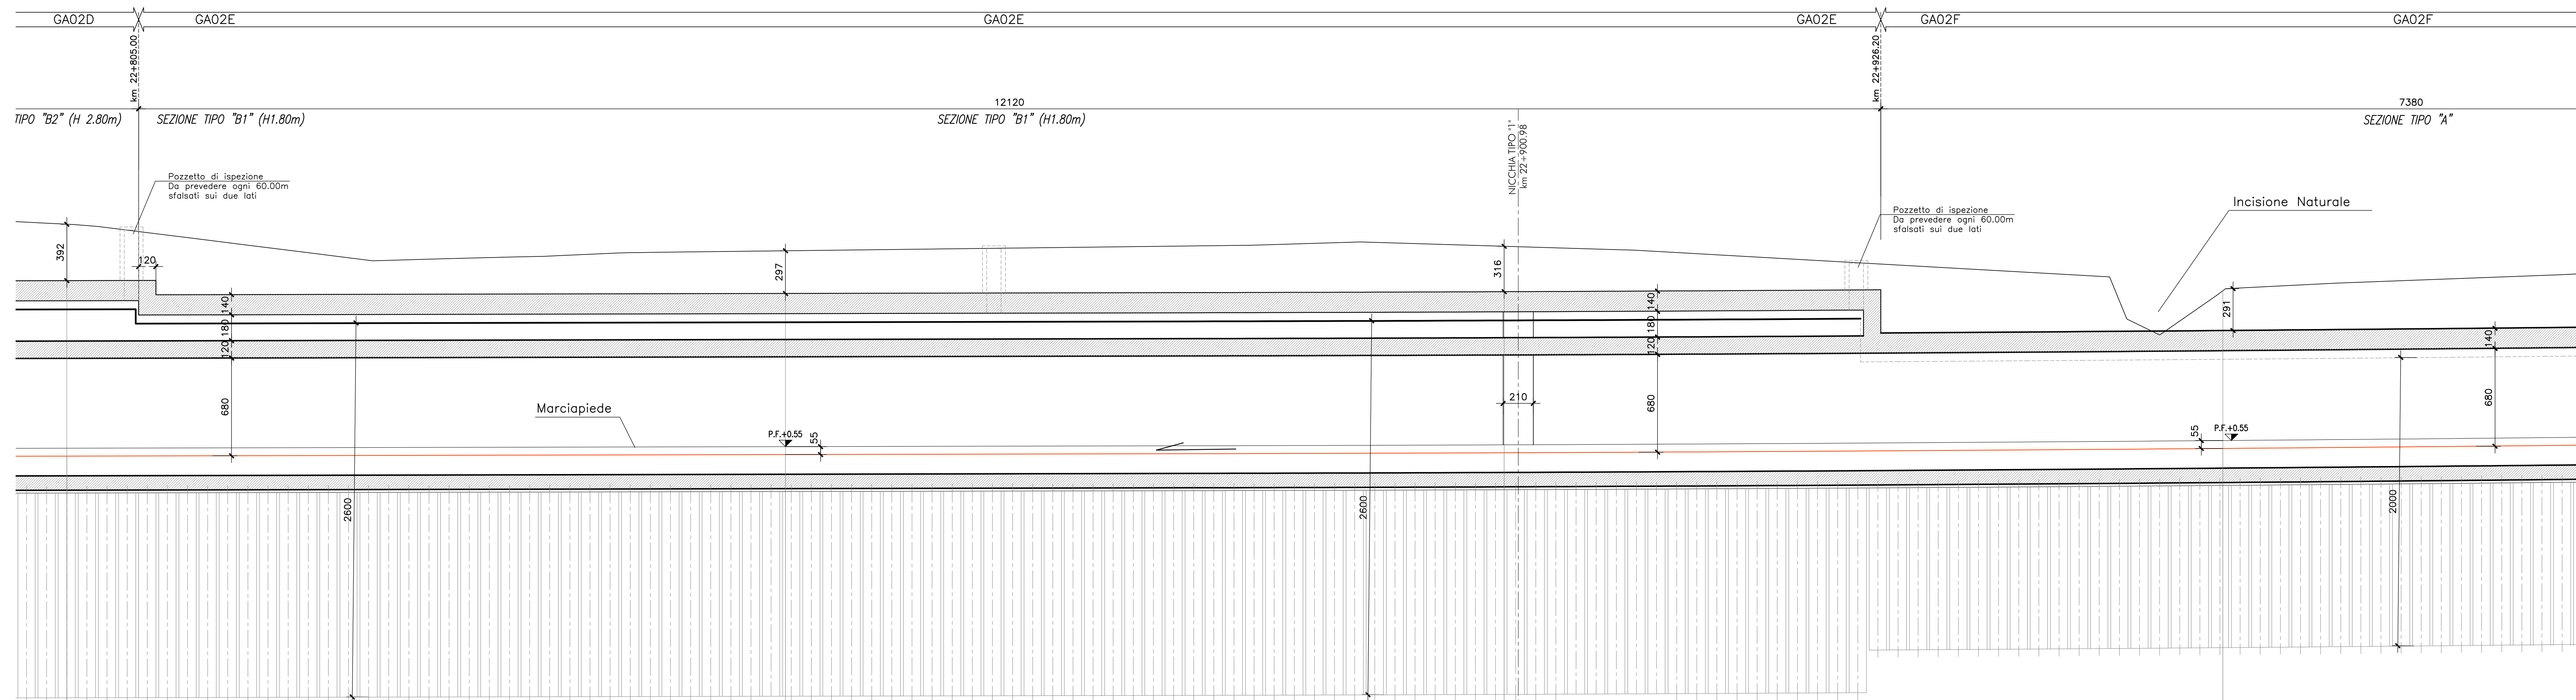 GA02D
GA02E
GA02E
GA02E
GA02F
GA02F
km 22+805.00
km 22+926.20
12120
7380
TIPO "B2" (H 2.80m)
SEZIONE TIPO "B1" (H1.80m)
SEZIONE TIPO "B1" (H1.80m)
SEZIONE TIPO "A"
NICCHIA TIPO "1"
km 22+900.98
Pozzetto di ispezione
Da prevedere ogni 60.00m
sfalsati sui due lati
Pozzetto di ispezione
Da prevedere ogni 60.00m
sfalsati sui due lati
Incisione Naturale
392
120
297
316
291
140
180
120
140
180
120
140
680
680
680
210
Marciapiede
P.F.+0.55
55
P.F.+0.55
55
2600
2600
2000